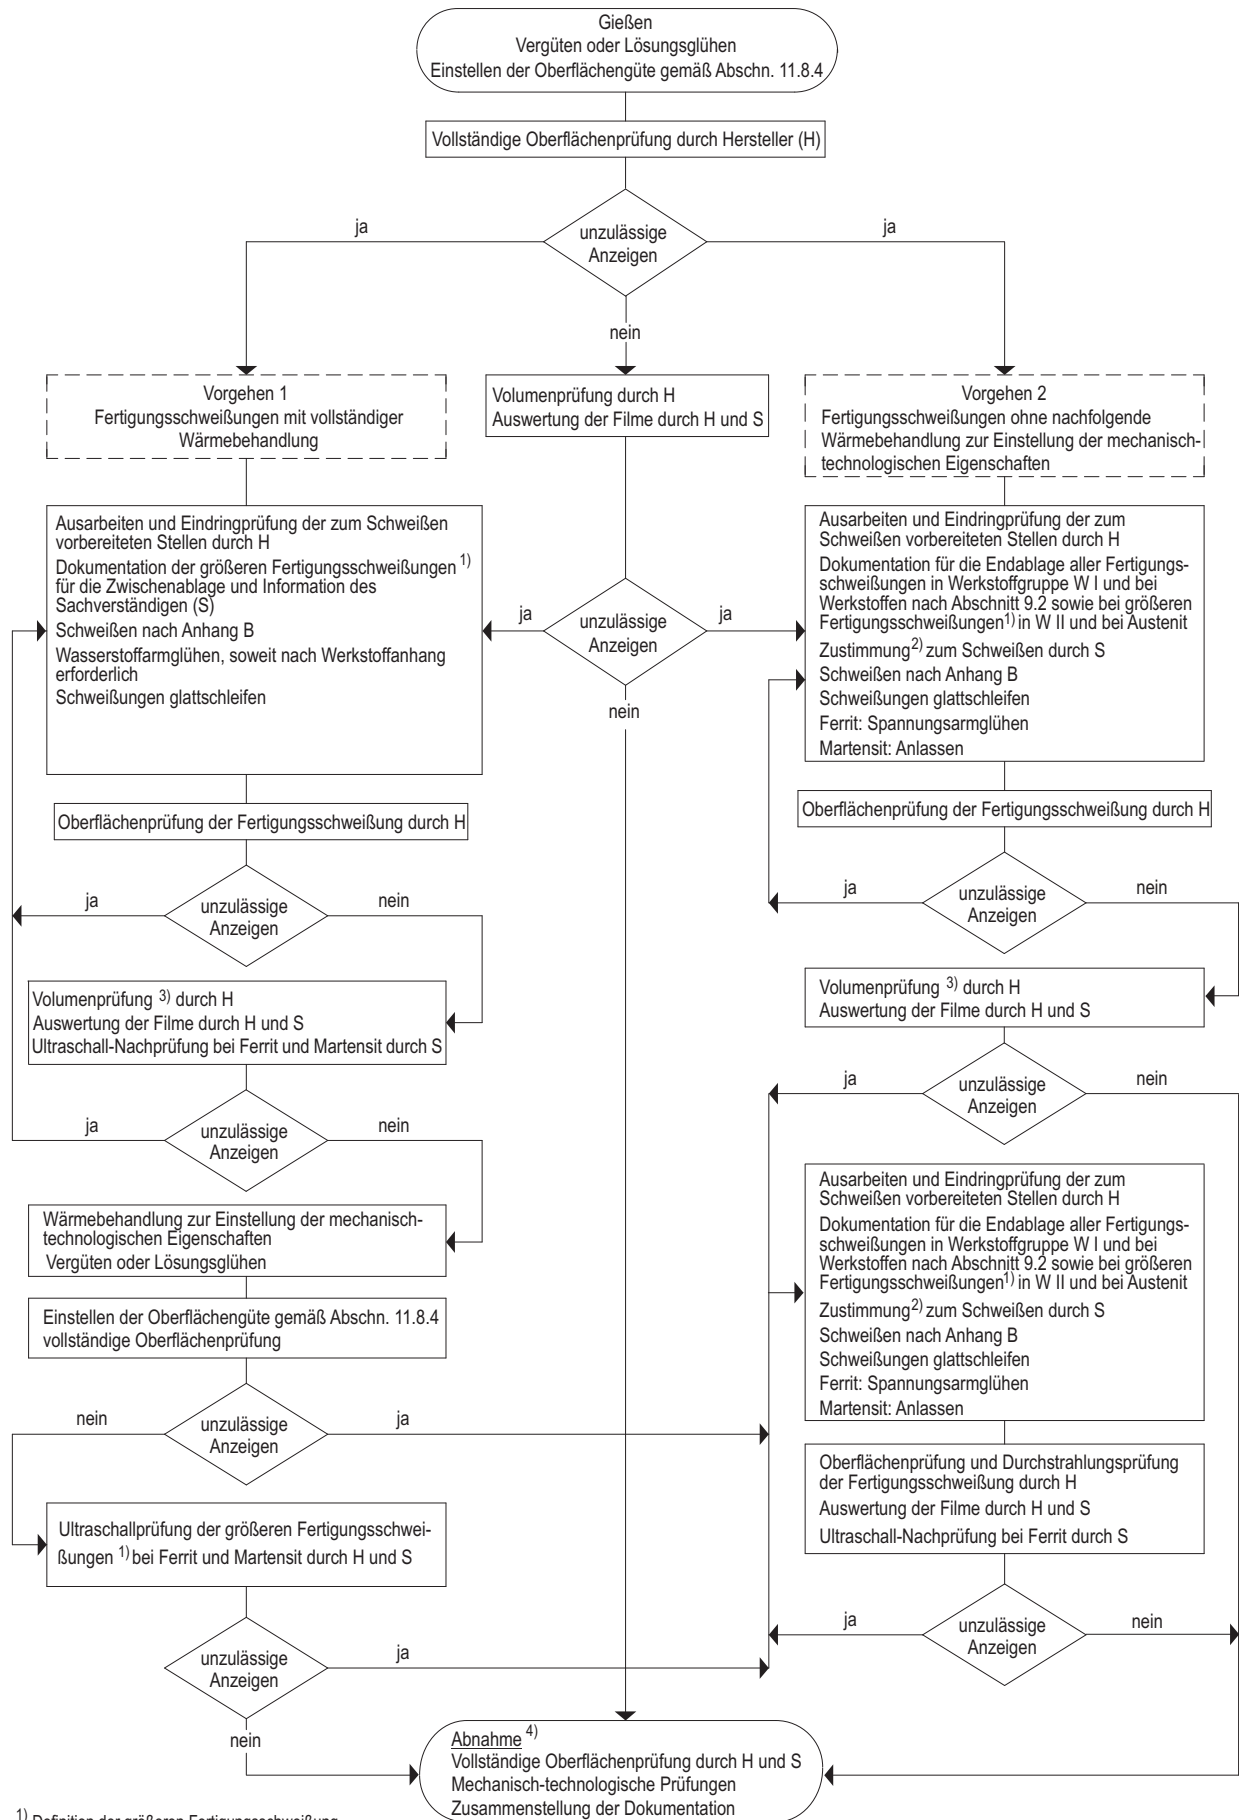 Gießen
Vergüten oder Lösungsglühen
Einstellen der Oberflächengüte gemäß Abschn. 11.8.4
Vollständige Oberflächenprüfung durch Hersteller (H)
unzulässige
Anzeigen
ja
ja
nein
Vorgehen 1
Fertigungsschweißungen mit vollständiger
Wärmebehandlung
Volumenprüfung durch H
Auswertung der Filme durch H und S
Vorgehen 2
Fertigungsschweißungen ohne nachfolgende
Wärmebehandlung zur Einstellung der mechanisch-
technologischen Eigenschaften
Ausarbeiten und Eindringprüfung der zum Schweißen
vorbereiteten Stellen durch H
Dokumentation der größeren Fertigungsschweißungen 1)
für die Zwischenablage und Information des
Sachverständigen (S)
Schweißen nach Anhang B
Wasserstoffarmglühen, soweit nach Werkstoffanhang
erforderlich
Schweißungen glattschleifen
ja
unzulässige
Anzeigen
ja
nein
Ausarbeiten und Eindringprüfung der zum
Schweißen vorbereiteten Stellen durch H
Dokumentation für die Endablage aller Fertigungs-
schweißungen in Werkstoffgruppe W I und bei
Werkstoffen nach Abschnitt 9.2 sowie bei größeren
Fertigungsschweißungen1) in W II und bei Austenit
Zustimmung2) zum Schweißen durch S
Schweißen nach Anhang B
Schweißungen glattschleifen
Ferrit: Spannungsarmglühen
Martensit: Anlassen
Oberflächenprüfung der Fertigungsschweißung durch H
ja
unzulässige
Anzeigen
nein
Oberflächenprüfung der Fertigungsschweißung durch H
ja
unzulässige
Anzeigen
nein
Volumenprüfung 3) durch H
Auswertung der Filme durch H und S
Ultraschall-Nachprüfung bei Ferrit und Martensit durch S
Volumenprüfung 3) durch H
Auswertung der Filme durch H und S
ja
unzulässige
Anzeigen
nein
ja
unzulässige
Anzeigen
nein
Wärmebehandlung zur Einstellung der mechanisch-
technologischen Eigenschaften
Vergüten oder Lösungsglühen
Einstellen der Oberflächengüte gemäß Abschn. 11.8.4
vollständige Oberflächenprüfung
Ausarbeiten und Eindringprüfung der zum
Schweißen vorbereiteten Stellen durch H
Dokumentation für die Endablage aller Fertigungs-
schweißungen in Werkstoffgruppe W I und bei
Werkstoffen nach Abschnitt 9.2 sowie bei größeren
Fertigungsschweißungen1) in W II und bei Austenit
Zustimmung2) zum Schweißen durch S
Schweißen nach Anhang B
Schweißungen glattschleifen
Ferrit: Spannungsarmglühen
Martensit: Anlassen
nein
unzulässige
Anzeigen
ja
Oberflächenprüfung und Durchstrahlungsprüfung
der Fertigungsschweißung durch H
Auswertung der Filme durch H und S
Ultraschall-Nachprüfung bei Ferrit durch S
Ultraschallprüfung der größeren Fertigungsschwei-
ßungen 1) bei Ferrit und Martensit durch H und S
ja
unzulässige
Anzeigen
nein
unzulässige
Anzeigen
ja
nein
Abnahme 4)
Vollständige Oberflächenprüfung durch H und S
Mechanisch-technologische Prüfungen
Zusammenstellung der Dokumentation
1) Definition der größeren Fertigungsschweißung